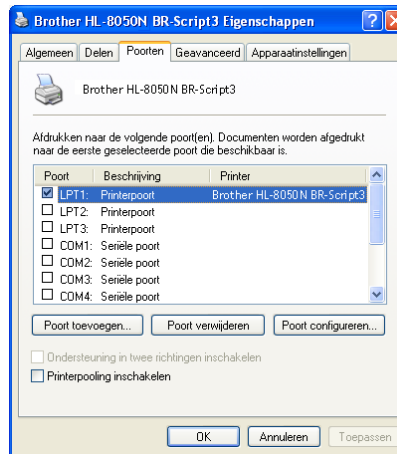 Brother HL-8050N BR-Script3 Eigenschappen
Algemeen Delen Poorten Geavanceerd Apparaatinstellingen
Brother HL-8050N BR-Script3
Afdrukken naar de volgende poort(en). Documenten worden afgedrukt
naar de eerste geselecteerde poort die beschikbaar is.
Poort Beschrijving Printer
LPT1: Printerpoort Brother HL-8050N BR-Script3
LPT2: Printerpoort
LPT3: Printerpoort
COM1: Seriële poort
COM2: Seriële poort
COM3: Seriële poort
COM4: Seriële poort
Poort toevoegen... Poort verwijderen Poort configureren...
Ondersteuning in twee richtingen inschakelen
Printerpooling inschakelen
OK Annuleren Toepassen